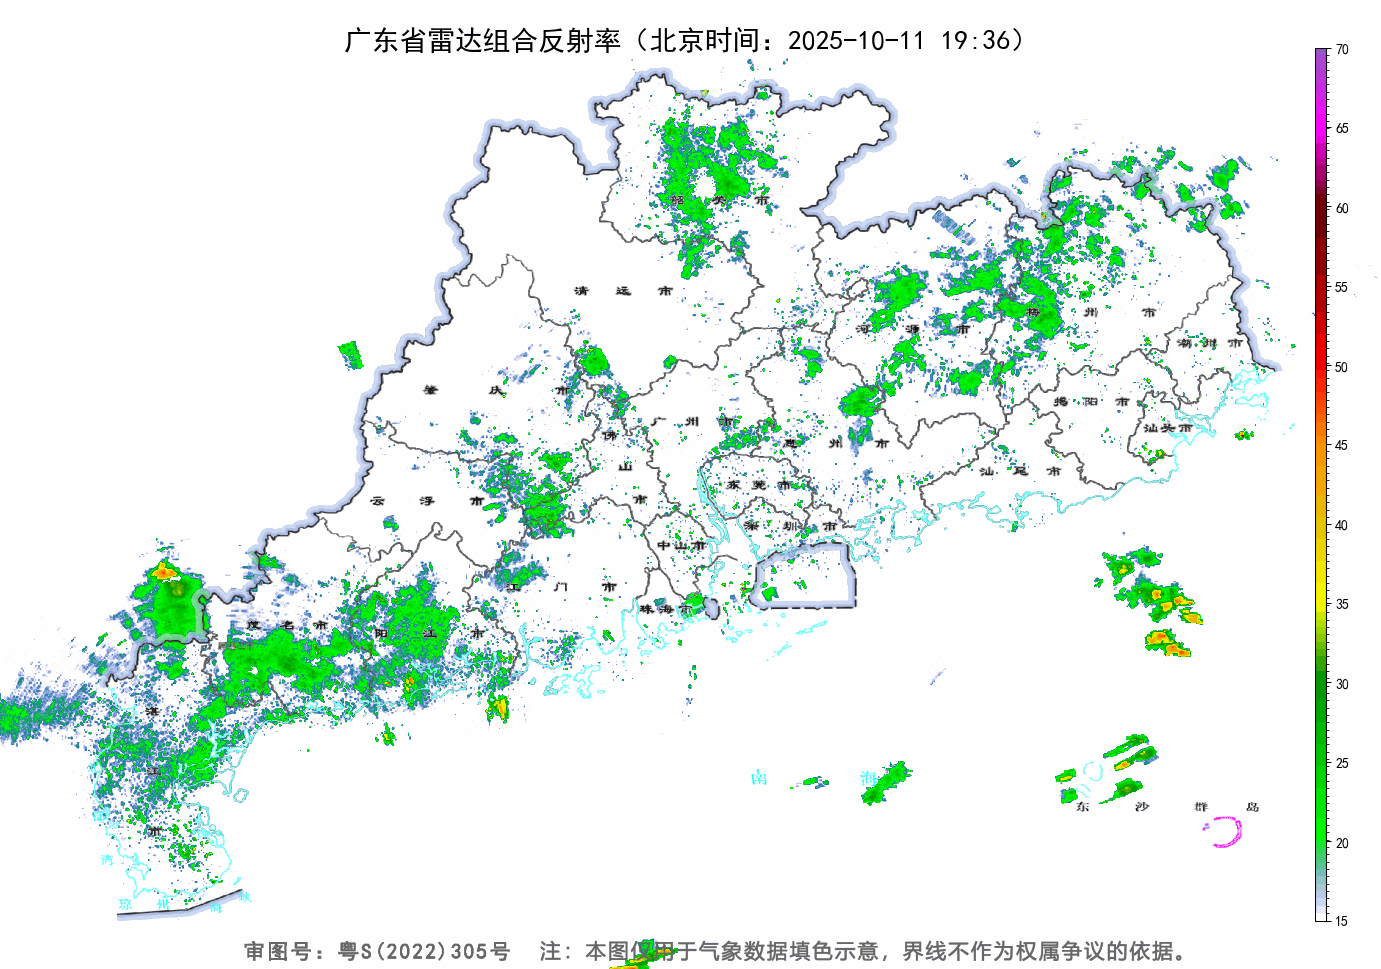 广东省雷达组合反射率（北京时间：2025-10-11 19:36）
70
65
60
55
50
45
40
35
30
25
20
15
韶关市
清远市
河源市
梅州市
潮州市
肇庆市
广州市
佛山市
惠州市
揭阳市
汕头市
汕尾市
云浮市
东莞市
深圳市
中山市
江门市
珠海市
茂名市
阳江市
湛江市
南海
东沙群岛
琼州海峡
湾
审图号：粤S(2022)305号 注：本图仅用于气象数据填色示意，界线不作为权属争议的依据。